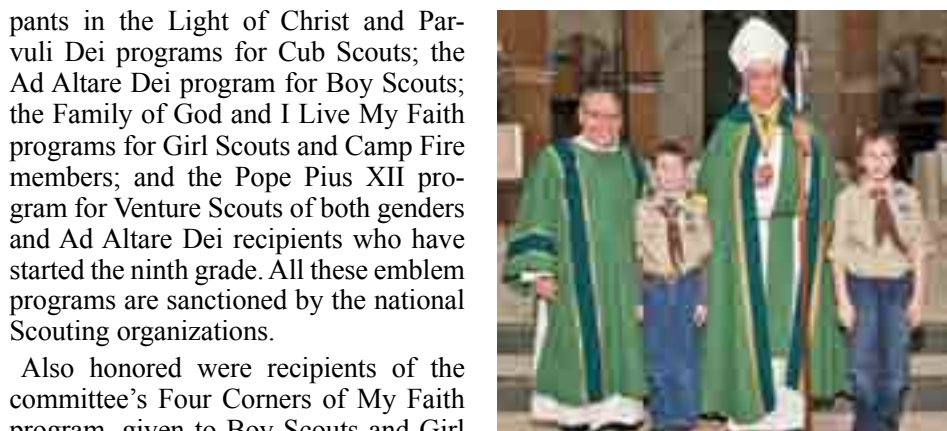 pants in the Light of Christ and Par-
vuli Dei programs for Cub Scouts; the
Ad Altare Dei program for Boy Scouts;
the Family of God and I Live My Faith
programs for Girl Scouts and Camp Fire
members; and the Pope Pius XII pro-
gram for Venture Scouts of both genders
and Ad Altare Dei recipients who have
started the ninth grade. All these emblem
programs are sanctioned by the national
Scouting organizations.
Also honored were recipients of the
committee’s Four Corners of My Faith
program, given to Boy Scouts and Girl